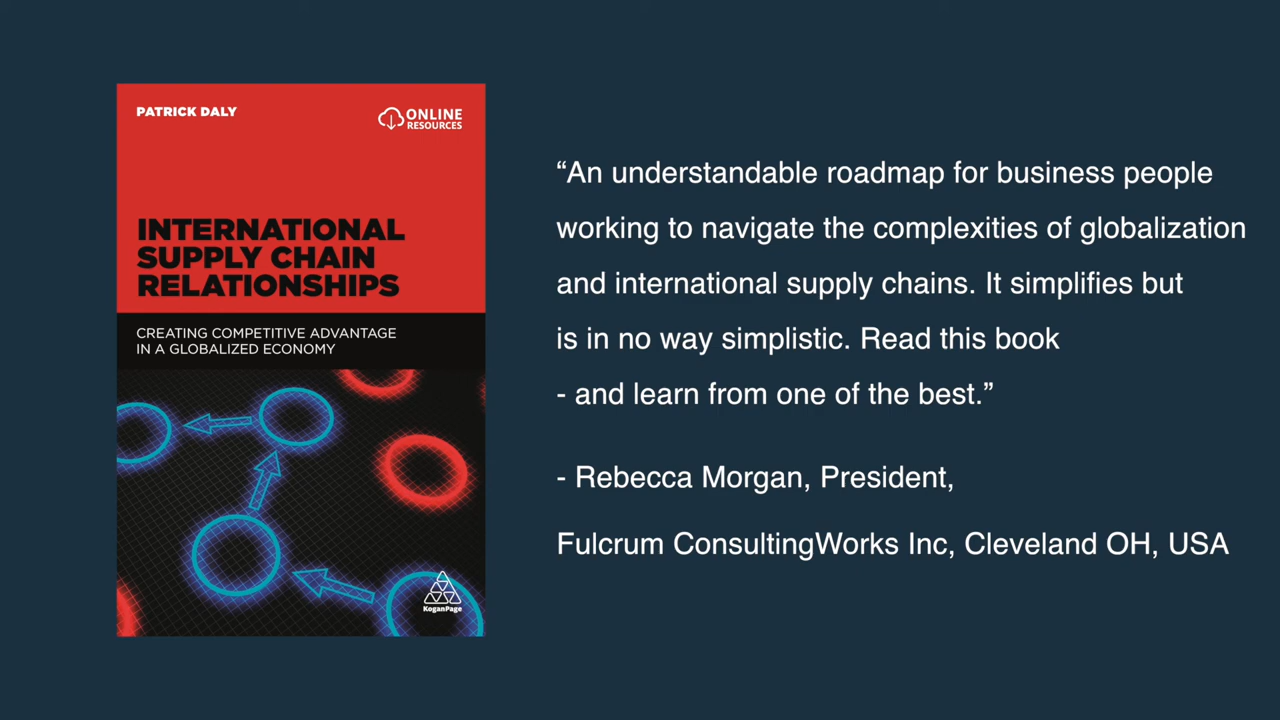 PATRICK DALY
ONLINE
RESOURCES
INTERNATIONAL
SUPPLY CHAIN
RELATIONSHIPS
CREATING COMPETITIVE ADVANTAGE
IN A GLOBALIZED ECONOMY
KoganPage
“An understandable roadmap for business people
working to navigate the complexities of globalization
and international supply chains. It simplifies but
is in no way simplistic. Read this book
- and learn from one of the best.”
- Rebecca Morgan, President,
Fulcrum ConsultingWorks Inc, Cleveland OH, USA